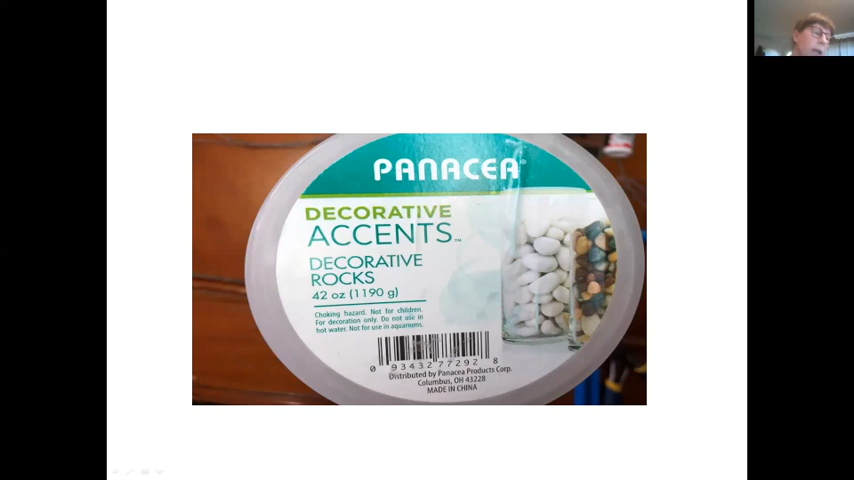 PANACEA®
DECORATIVE
ACCENTS™
DECORATIVE
ROCKS
42 oz (1190 g)
Choking hazard. Not for children.
For decoration only. Do not use in
hot water. Not for use in aquariums.
0 93432 77292 8
Distributed by Panacea Products Corp.
Columbus, OH 43228
MADE IN CHINA